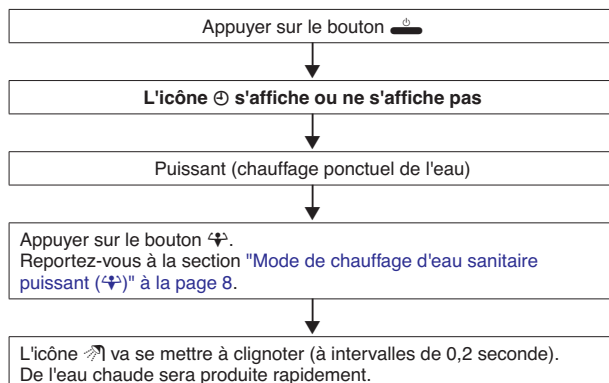 Appuyer sur le bouton
L'icône s'affiche ou ne s'affiche pas
Puissant (chauffage ponctuel de l'eau)
Appuyer sur le bouton .
Reportez-vous à la section "Mode de chauffage d'eau sanitaire
puissant ( )" à la page 8.
L'icône va se mettre à clignoter (à intervalles de 0,2 seconde).
De l'eau chaude sera produite rapidement.